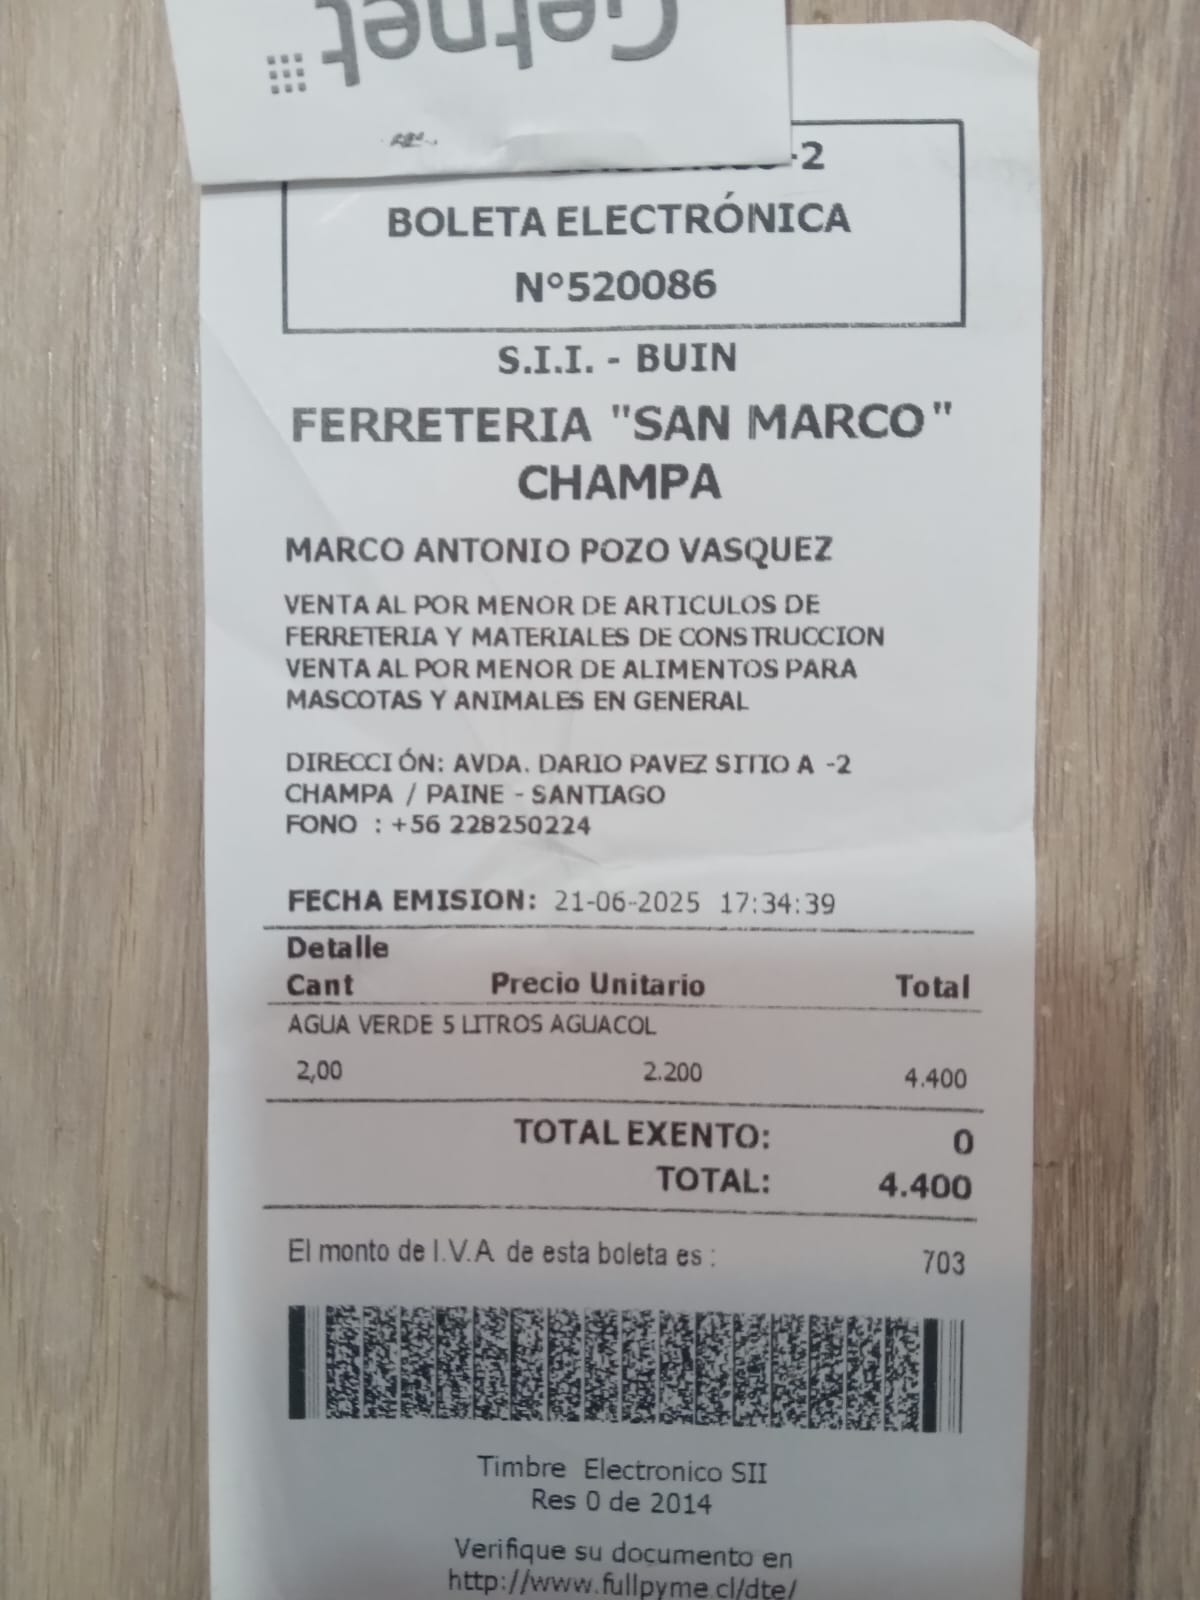 Getnet
-2
BOLETA ELECTRÓNICA
N°520086
S.I.I. - BUIN
FERRETERIA "SAN MARCO"
CHAMPA
MARCO ANTONIO POZO VASQUEZ
VENTA AL POR MENOR DE ARTICULOS DE
FERRETERIA Y MATERIALES DE CONSTRUCCION
VENTA AL POR MENOR DE ALIMENTOS PARA
MASCOTAS Y ANIMALES EN GENERAL
DIRECCIÓN: AVDA. DARIO PAVEZ SITIO A -2
CHAMPA / PAINE - SANTIAGO
FONO : +56 228250224
FECHA EMISION: 21-06-2025 17:34:39
Detalle
Cant Precio Unitario Total
AGUA VERDE 5 LITROS AGUACOL
2,00 2.200 4.400
TOTAL EXENTO: 0
TOTAL: 4.400
El monto de I.V.A de esta boleta es : 703
Timbre Electronico SII
Res 0 de 2014
Verifique su documento en
http://www.fullpyme.cl/dte/